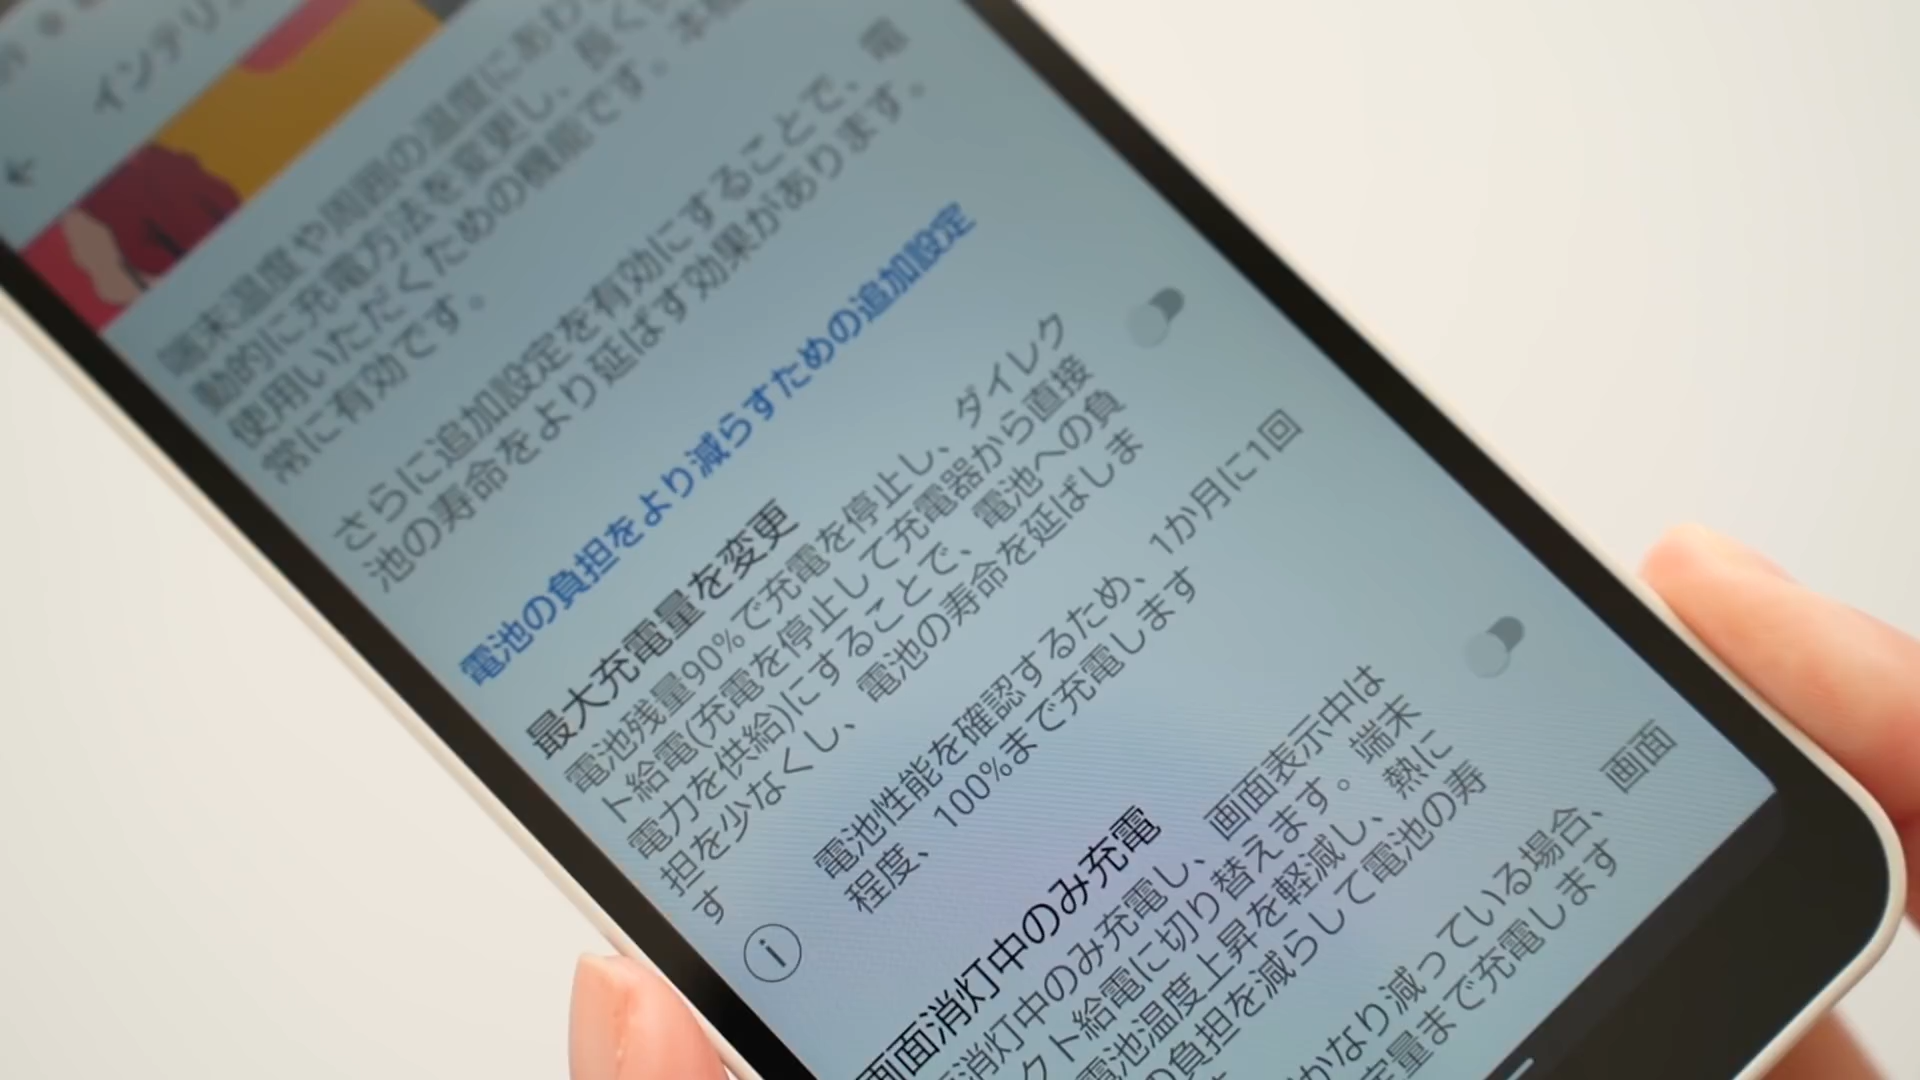 インテリ
端末温度や周囲の温度にあわ
動的に充電方法を変更し、長く
使用いただくための機能です。本
常に有効です。
さらに追加設定を有効にすることで、電
池の寿命をより延ばす効果があります。
電池の負担をより減らすための追加設定
最大充電量を変更
電池残量90%で充電を停止し、ダイレク
ト給電(充電を停止して充電器から直接
電力を供給)にすることで、電池への負
担を少なくし、電池の寿命を延ばしま
す
電池性能を確認するため、1か月に1回
程度、100%まで充電します
画面消灯中のみ充電
消灯中のみ充電し、画面表示中は
クト給電に切り替えます。端末
電池温度上昇を軽減し、熱に
の負担を減らして電池の寿
す
かなり減っている場合、画面
定量まで充電します